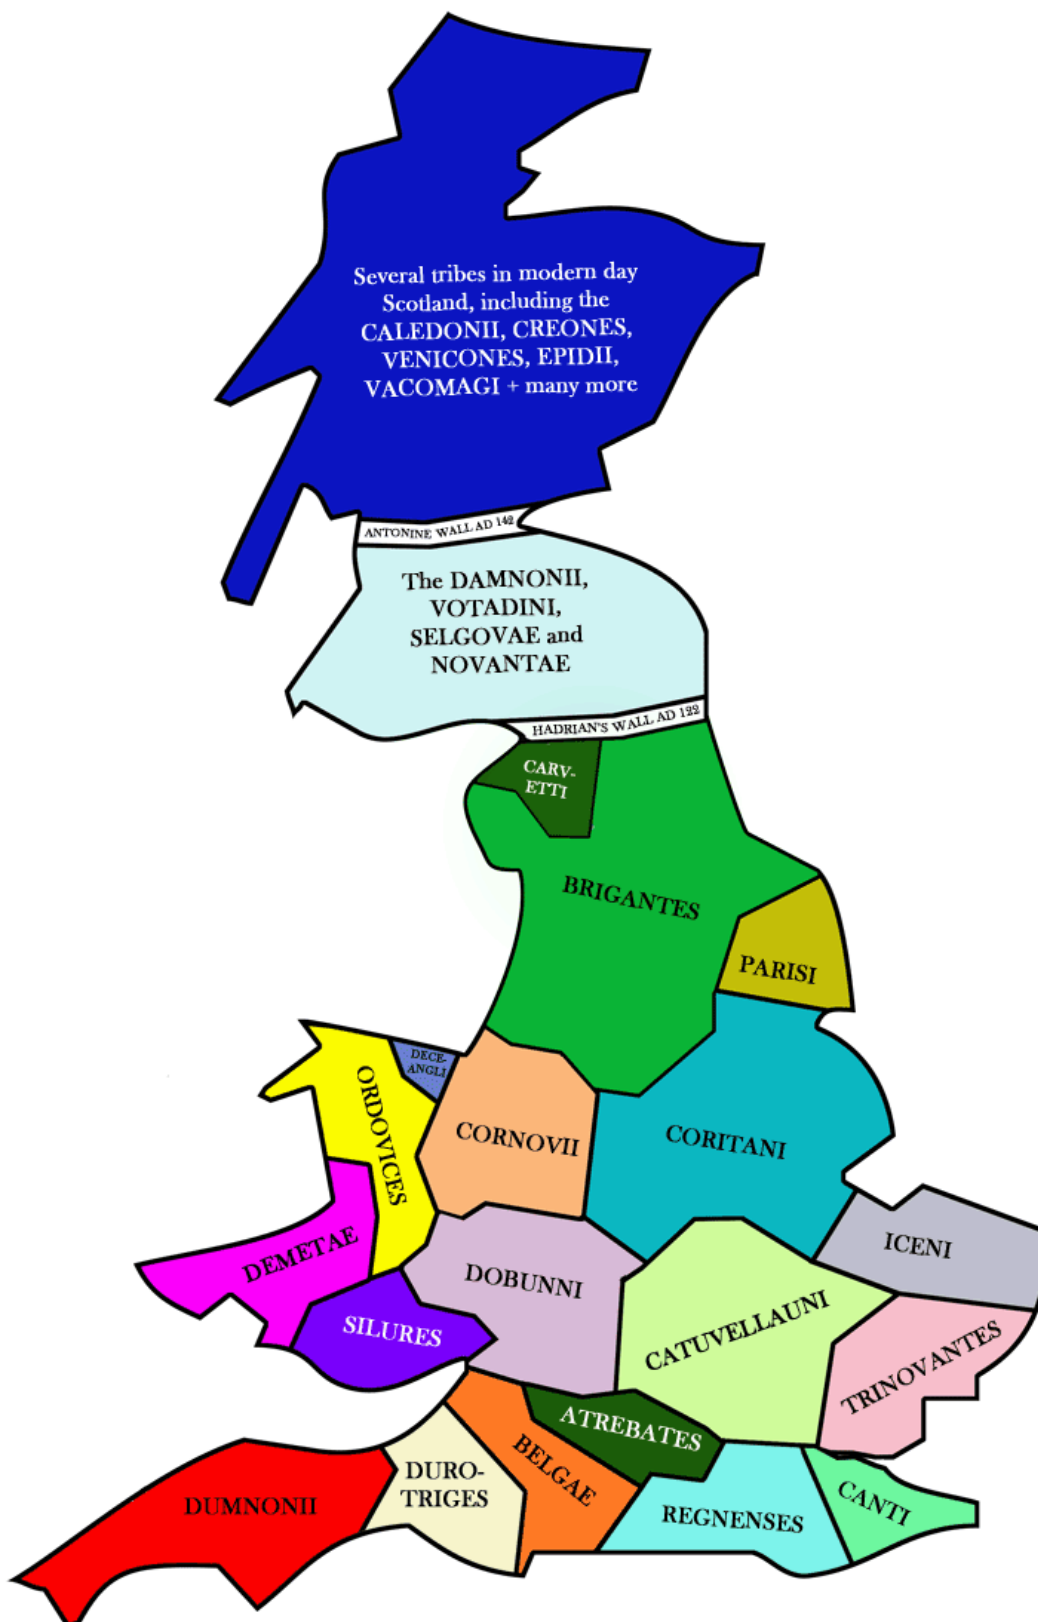 Several tribes in modern day
Scotland, including the
CALEDONII, CREONES,
VENICONES, EPIDII,
VACOMAGI + many more
ANTONINE WALL AD 142
The DAMNONII,
VOTADINI,
SELGOVAE and
NOVANTAE
HADRIAN'S WALL AD 122
CARV-
ETTI
BRIGANTES
PARISI
DECE-
ANGLI
ORDOVICES
CORNOVII
CORITANI
DEMETAE
ICENI
DOBUNNI
SILURES
CATUVELLAUNI
TRINOVANTES
ATREBATES
BELGAE
DURO-
TRIGES
DUMNONII
REGNENSES
CANTI